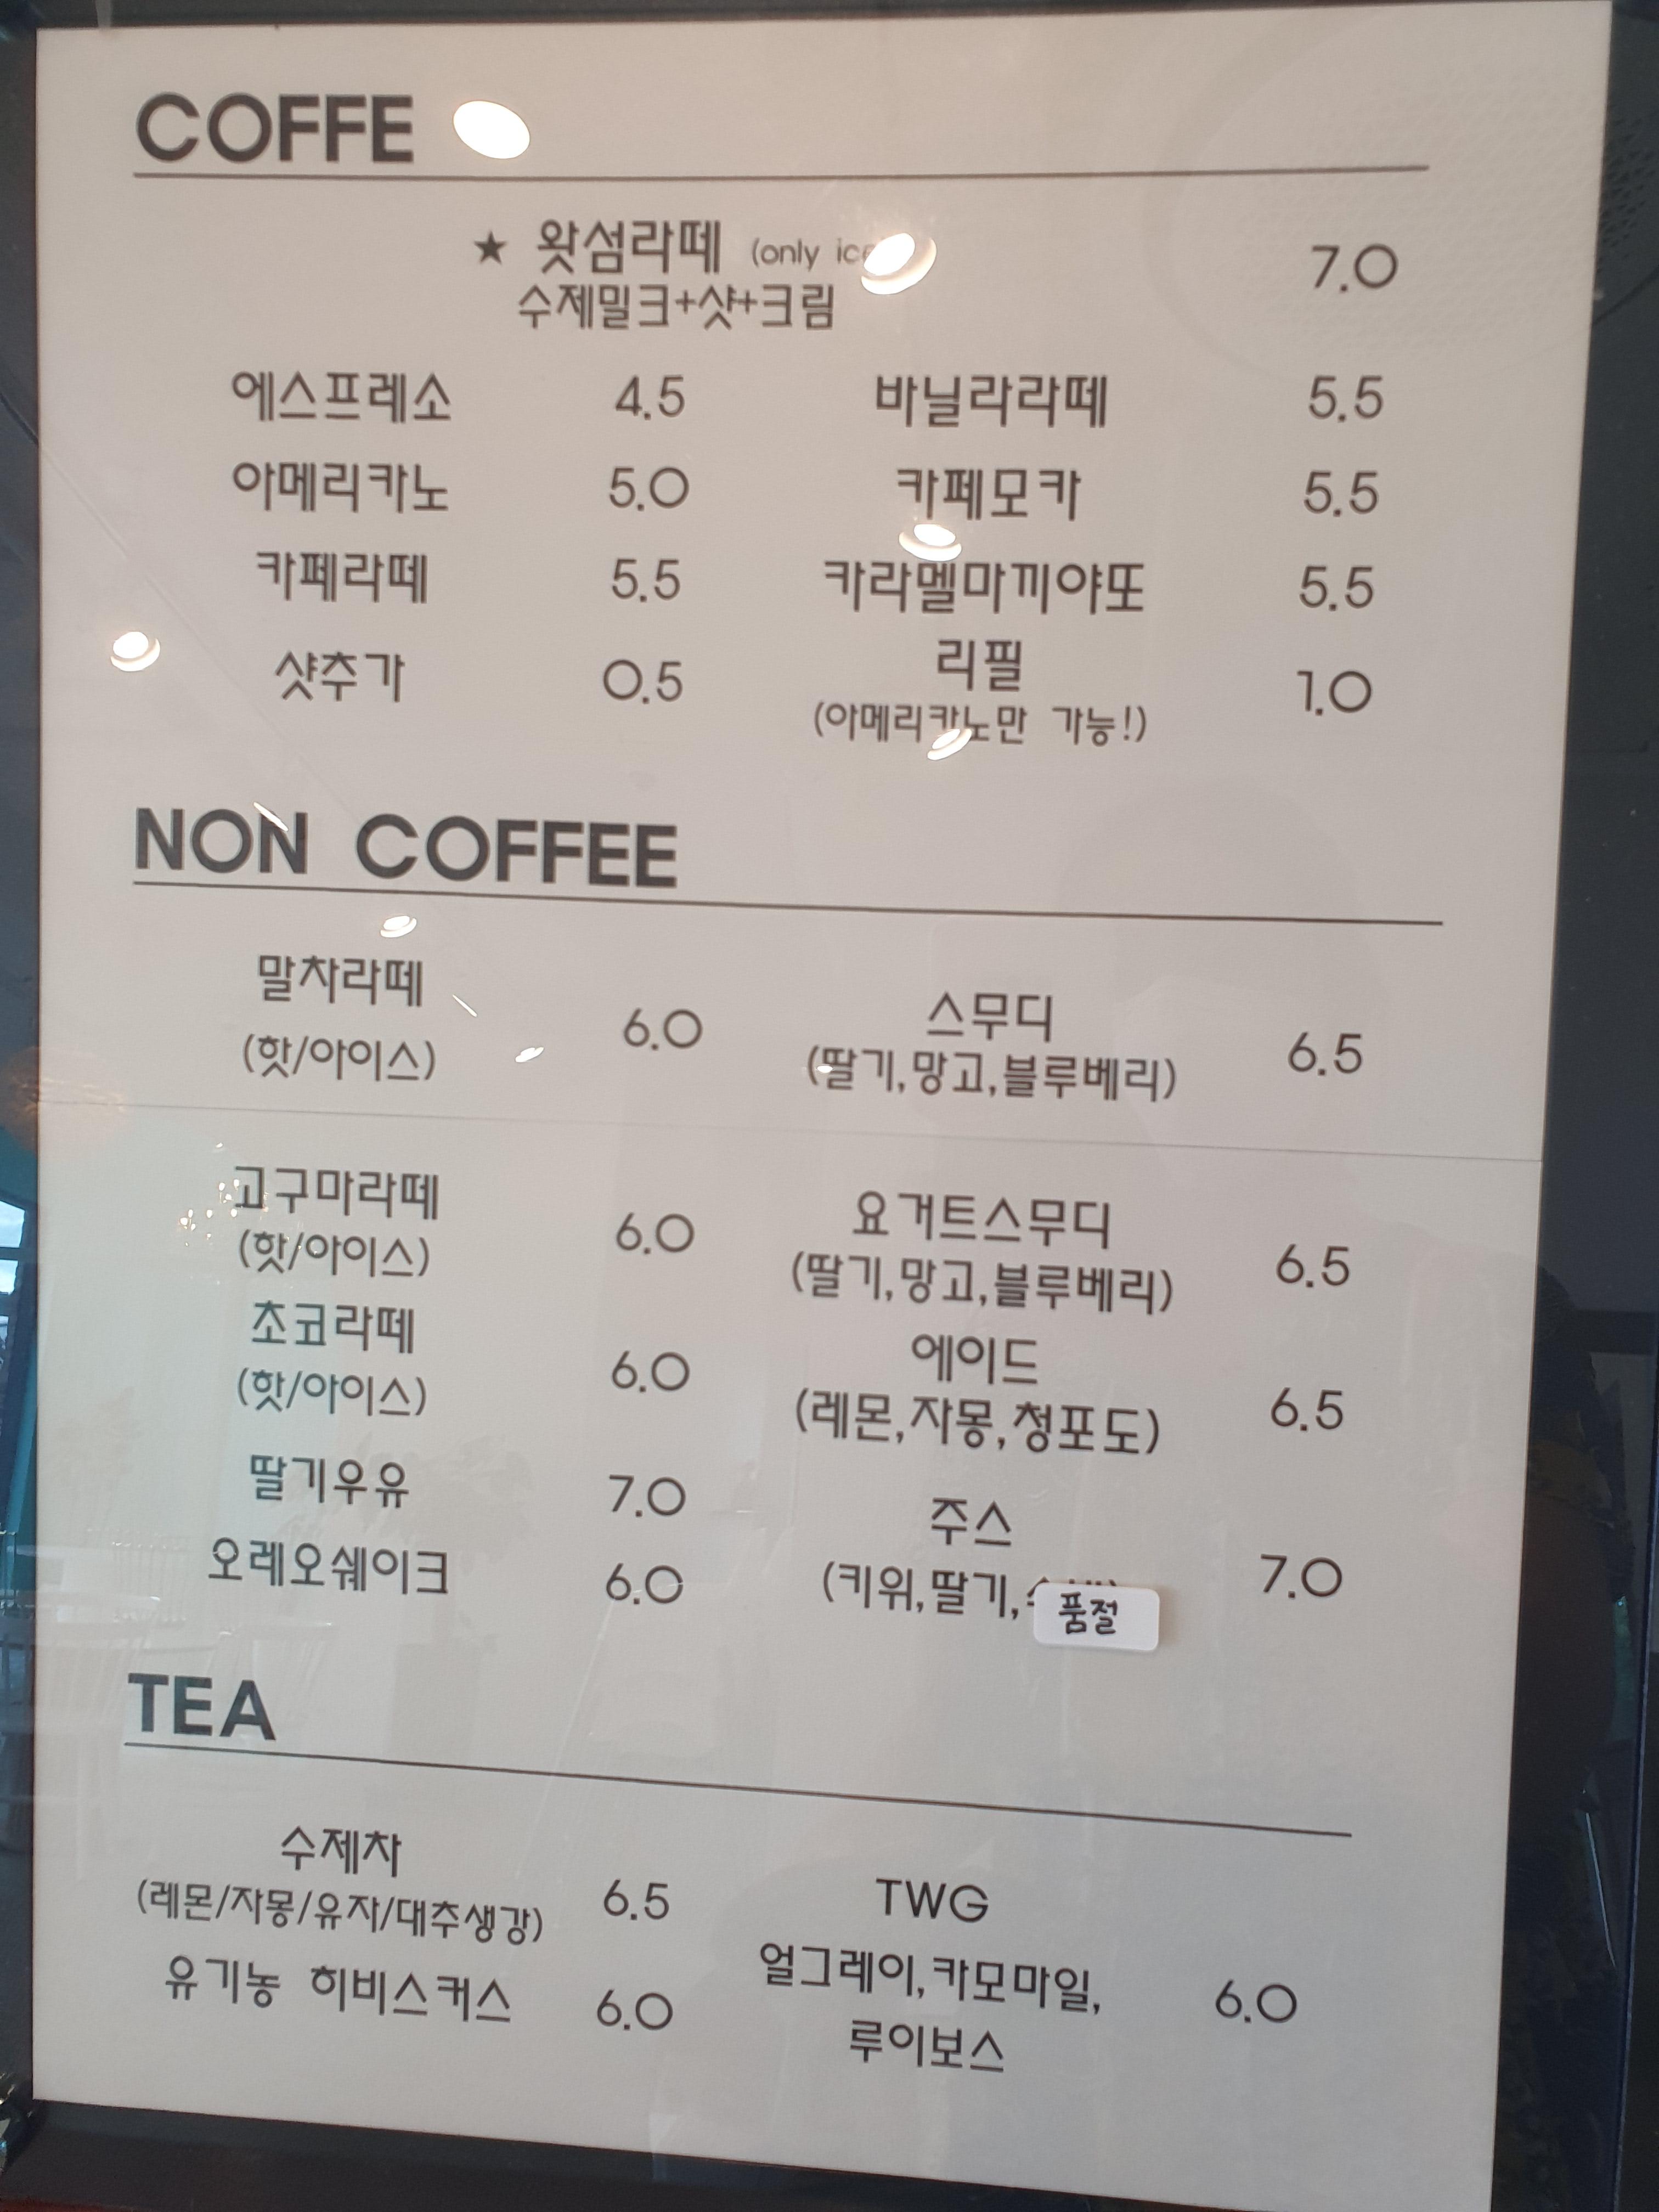 COFFE
★ 왓섬라떼 (only
수제밀크+샷+크림
7.0
에스프레소 4.5 바닐라라떼 5.5
아메리카노 5.0 카페모카 5.5
카페라떼 5.5 카라멜마끼야또 5.5
샷추가 0.5 리필 1.0
(아메리카노만 가능!)
NON COFFEE
말차라떼
(핫/아이스)
6.0
스무디
(딸기,망고,블루베리)
6.5
고구마라떼
(핫/아이스)
6.0
요거트스무디
(딸기,망고,블루베리)
6.5
초코라떼
(핫/아이스)
6.0
에이드
(레몬,자몽,청포도)
6.5
딸기우유 7.0
오레오쉐이크 6.0
주스
(키위,딸기,
품절
7.0
TEA
수제차
(레몬/자몽/유자/대추생강)
6.5
유기농 히비스커스 6.0
TWG
얼그레이,카모마일,
루이보스
6.0